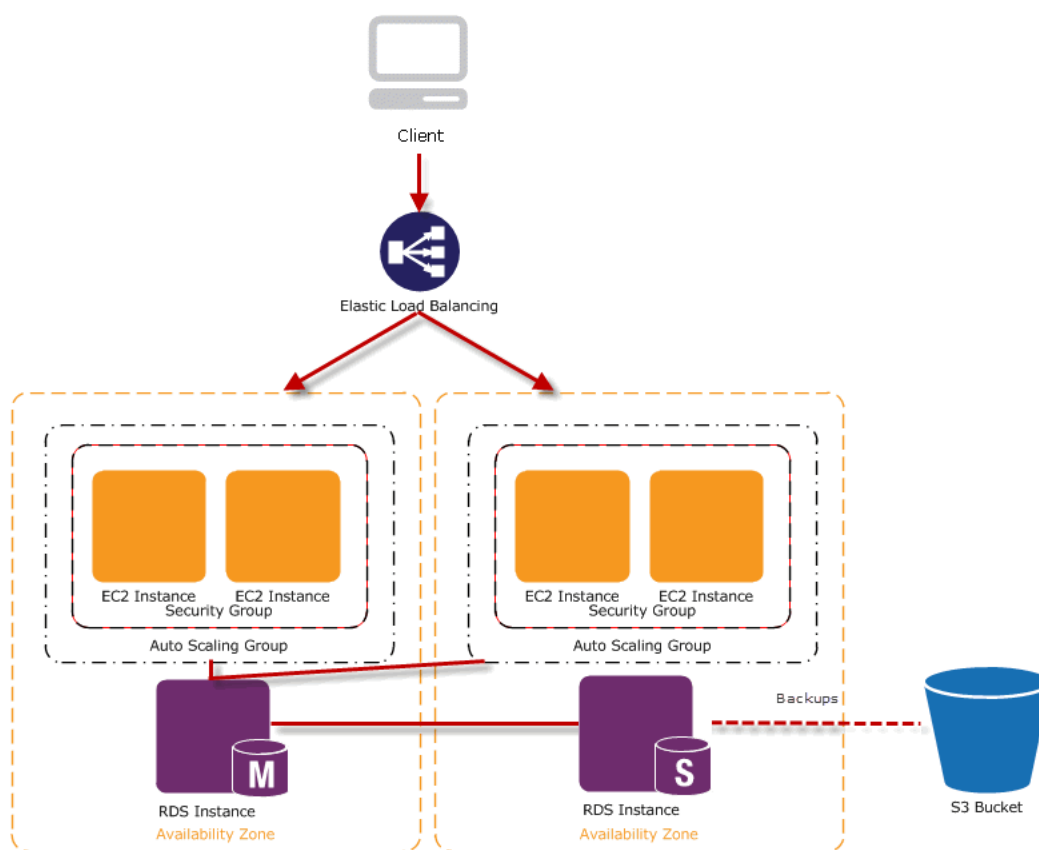 Client
Elastic Load Balancing
EC2 Instance EC2 Instance
Security Group
Auto Scaling Group
EC2 Instance EC2 Instance
Security Group
Auto Scaling Group
Backups
M
S
RDS Instance
Availability Zone
RDS Instance
Availability Zone
S3 Bucket